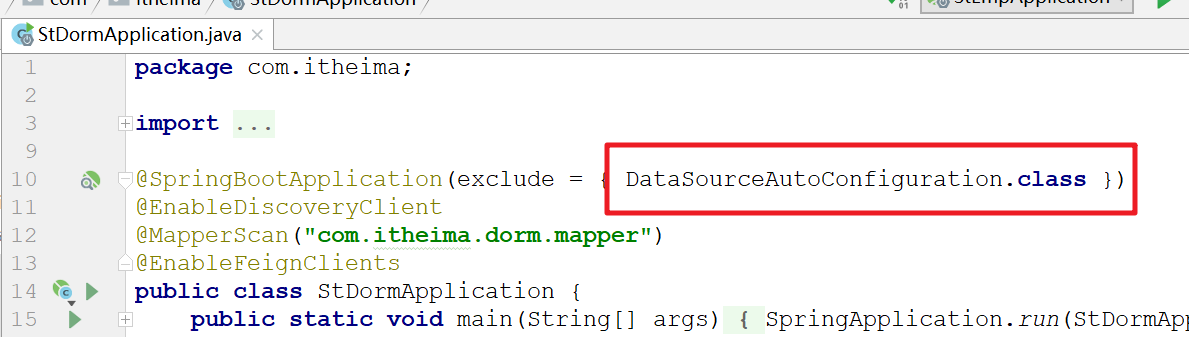 com itheima StDormApplication StEmpApplication
StDormApplication.java
1 package com.itheima;
2
3 import ...
9
10 @SpringBootApplication(exclude = { DataSourceAutoConfiguration.class })
11 @EnableDiscoveryClient
12 @MapperScan("com.itheima.dorm.mapper")
13 @EnableFeignClients
14 public class StDormApplication {
15 public static void main(String[] args) { SpringApplication.run(StDormApp